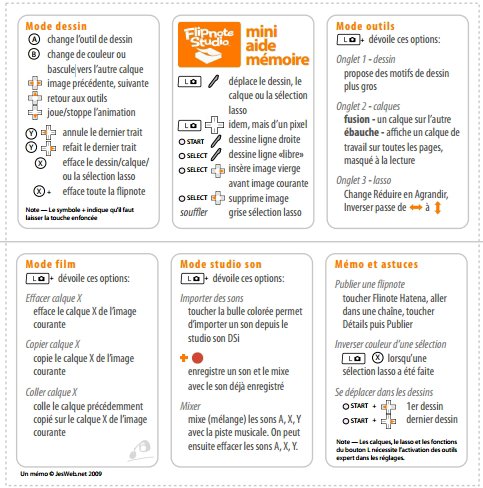 Mode dessin
A change l'outil de dessin
B change de couleur ou
bascule vers l'autre calque
image précédente, suivante
retour aux outils
joue/stoppe l'animation
Y annule le dernier trait
Y refait le dernier trait
X efface le dessin/calque/
ou la sélection lasso
X + efface toute la flipnote
Note — Le symbole + indique qu'il faut
laisser la touche enfoncée
Flipnote
Studio
mini
aide
mémoire
L déplace le dessin, le
calque ou la sélection
lasso
L idem, mais d'un pixel
START dessine ligne droite
SELECT dessine ligne «libre»
SELECT insère image vierge
avant image courante
SELECT supprime image
souffler grise sélection lasso
Mode outils
L + dévoile ces options:
Onglet 1 - dessin
propose des motifs de dessin
plus gros
Onglet 2 - calques
fusion - un calque sur l'autre
ébauche - affiche un calque de
travail sur toutes les pages,
masqué à la lecture
Onglet 3 - lasso
Change Réduire en Agrandir,
Inverser passe de ↔ à ↕
Mode film
L + dévoile ces options:
Effacer calque X
efface le calque X de l'image
courante
Copier calque X
copie le calque X de l'image
courante
Coller calque X
colle le calque précédemment
copié sur le calque X de l'image
courante
Mode studio son
L + dévoile ces options:
Importer des sons
toucher la bulle colorée permet
d'importer un son depuis le
studio son DSi
+
enregistre un son et le mixe
avec le son déjà enregistré
Mixer
mixe (mélange) les sons A, X, Y
avec la piste musicale. On peut
ensuite effacer les sons A, X, Y.
Mémo et astuces
Publier une flipnote
toucher Flinote Hatena, aller
dans une chaîne, toucher
Détails puis Publier
Inverser couleur d'une sélection
L X lorsqu'une
sélection lasso a été faite
Se déplacer dans les dessins
START + 1er dessin
START + dernier dessin
Note — Les calques, le lasso et les fonctions
du bouton L nécessite l'activation des outils
expert dans les réglages.
Un mémo © JesWeb.net 2009